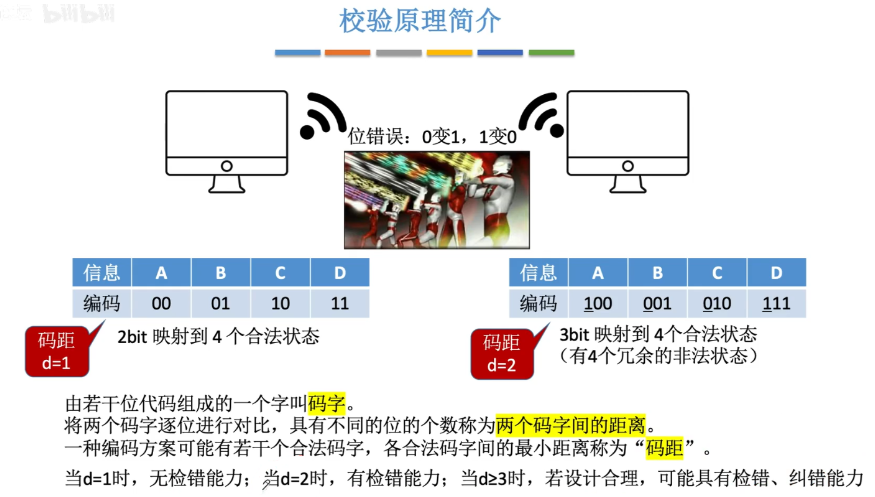 bilibili
校验原理简介
位错误：0变1，1变0
信息 A B C D
编码 00 01 10 11
信息 A B C D
编码 100 001 010 111
码距
d=1
2bit 映射到 4 个合法状态
码距
d=2
3bit 映射到 4个合法状态
（有4个冗余的非法状态）
由若干位代码组成的一个字叫码字。
将两个码字逐位进行对比，具有不同的位的个数称为两个码字间的距离。
一种编码方案可能有若干个合法码字，各合法码字间的最小距离称为“码距”。
当d=1时，无检错能力；当d=2时，有检错能力；当d≥3时，若设计合理，可能具有检错、纠错能力